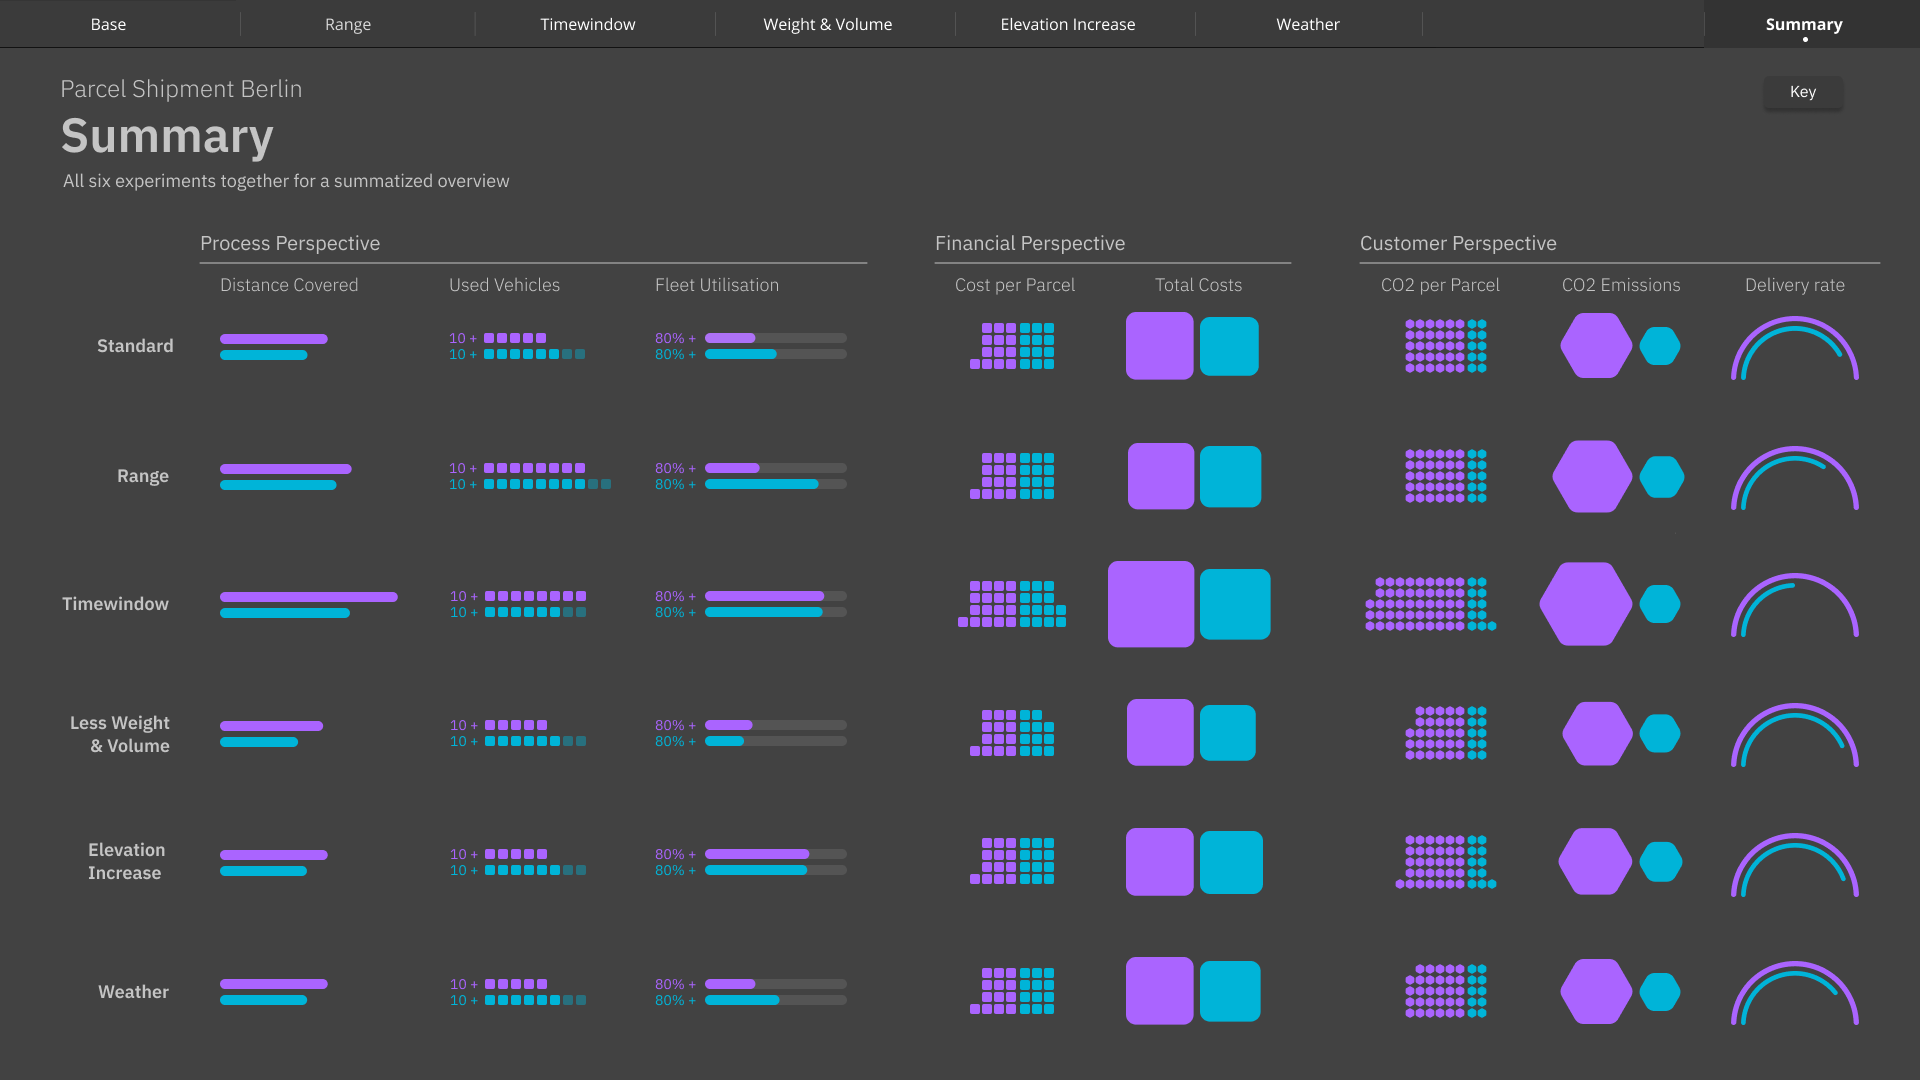 Base
Range
Timewindow
Weight & Volume
Elevation Increase
Weather
Summary
Parcel Shipment Berlin
Key
Summary
All six experiments together for a summatized overview
Process Perspective
Financial Perspective
Customer Perspective
Distance Covered
Used Vehicles
Fleet Utilisation
Cost per Parcel
Total Costs
CO2 per Parcel
CO2 Emissions
Delivery rate
Standard
10 +
80% +
10 +
80% +
Range
10 +
80% +
10 +
80% +
Timewindow
10 +
80% +
10 +
80% +
Less Weight
& Volume
10 +
80% +
10 +
80% +
Elevation
Increase
10 +
80% +
10 +
80% +
Weather
10 +
80% +
10 +
80% +